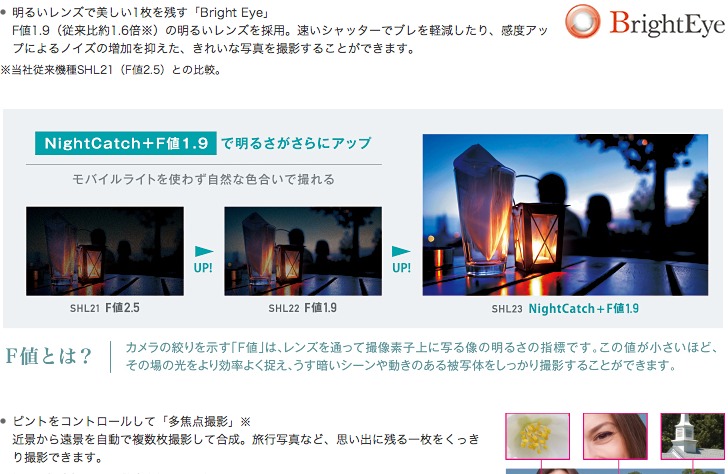 明るいレンズで美しい1枚を残す「Bright Eye」
F値1.9（従来比約1.6倍※）の明るいレンズを採用。速いシャッターでブレを軽減したり、感度アッ
プによるノイズの増加を抑えた、きれいな写真を撮影することができます。
※当社従来機種SHL21（F値2.5）との比較。
BrightEye
NightCatch＋F値1.9 で明るさがさらにアップ
モバイルライトを使わず自然な色合いで撮れる
UP!
UP!
SHL21 F値2.5
SHL22 F値1.9
SHL23 NightCatch＋F値1.9
F値とは？
カメラの絞りを示す「F値」は、レンズを通って撮像素子上に写る像の明るさの指標です。この値が小さいほど、
その場の光をより効率よく捉え、うす暗いシーンや動きのある被写体をしっかり撮影することができます。
ピントをコントロールして「多焦点撮影」※
近景から遠景を自動で複数枚撮影して合成。旅行写真など、思い出に残る一枚をくっき
り撮影できます。